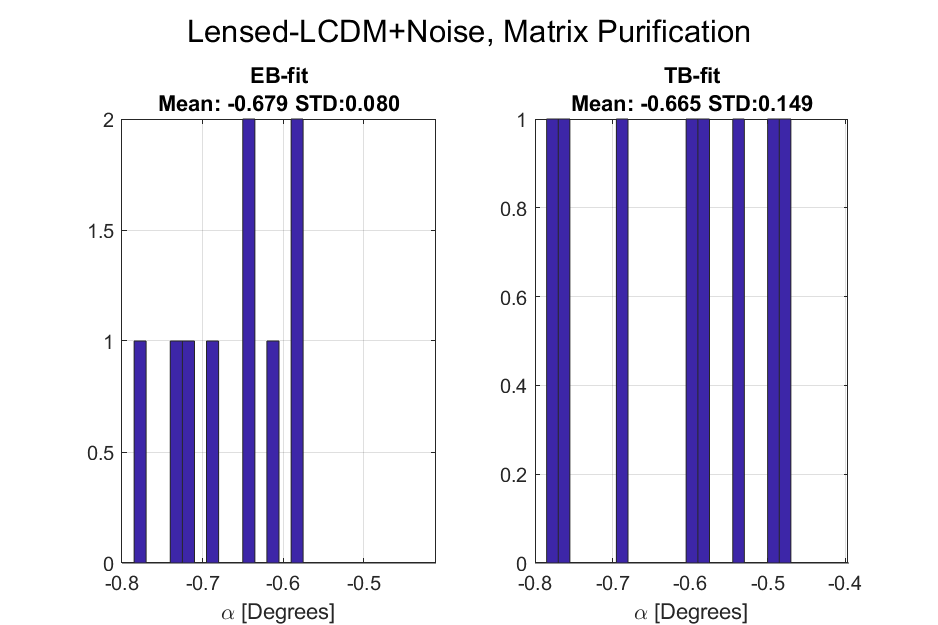 Lensed-LCDM+Noise, Matrix Purification
EB-fit
Mean: -0.679 STD:0.080
2
1.5
1
0.5
0
-0.8 -0.7 -0.6 -0.5
α [Degrees]
TB-fit
Mean: -0.665 STD:0.149
1
0.8
0.6
0.4
0.2
0
-0.8 -0.7 -0.6 -0.5 -0.4
α [Degrees]